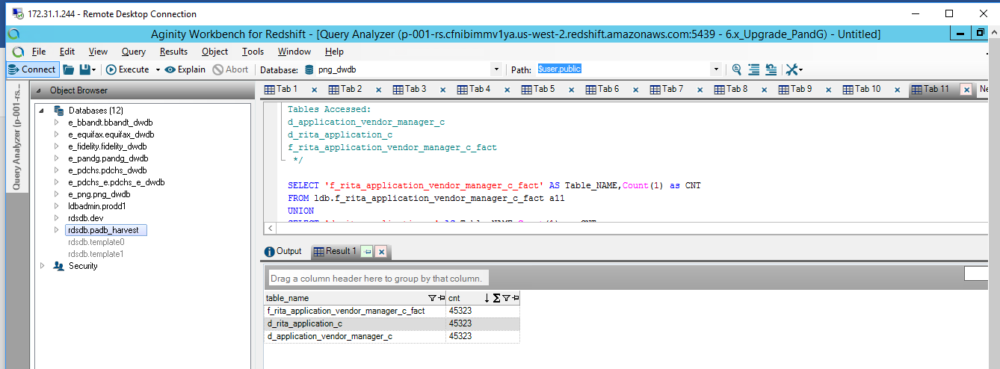 172.31.1.244 - Remote Desktop Connection
Aginity Workbench for Redshift - [Query Analyzer (p-001-rs.cfnibimmv1ya.us-west-2.redshift.amazonaws.com:5439 - 6.x_Upgrade_PandG) - Untitled]
File Edit View Query Results Object Tools Window Help
Connect Execute Explain Abort Database: png_dwdb Path: $user,public
Query Analyzer (p-001-rs....
Object Browser
Tab 1 Tab 2 Tab 3 Tab 4 Tab 5 Tab 6 Tab 7 Tab 8 Tab 9 Tab 10 Tab 11 Ne
Databases (12)
e_bbandt.bbandt_dwdb
e_equifax.equifax_dwdb
e_fidelity.fidelity_dwdb
e_pandg.pandg_dwdb
e_pdchs.pdchs_dwdb
e_pdchs_e.pdchs_e_dwdb
e_png.png_dwdb
ldbadmin.prodd1
rdsdb.dev
rdsdb.padb_harvest
rdsdb.template0
rdsdb.template1
Security
Tables Accessed:
d_application_vendor_manager_c
d_rita_application_c
f_rita_application_vendor_manager_c_fact
*/
SELECT 'f_rita_application_vendor_manager_c_fact' AS Table_NAME,Count(1) as CNT
FROM ldb.f_rita_application_vendor_manager_c_fact a11
UNION
Output Result 1
Drag a column header here to group by that column.
table_name cnt
f_rita_application_vendor_manager_c_fact 45323
d_rita_application_c 45323
d_application_vendor_manager_c 45323